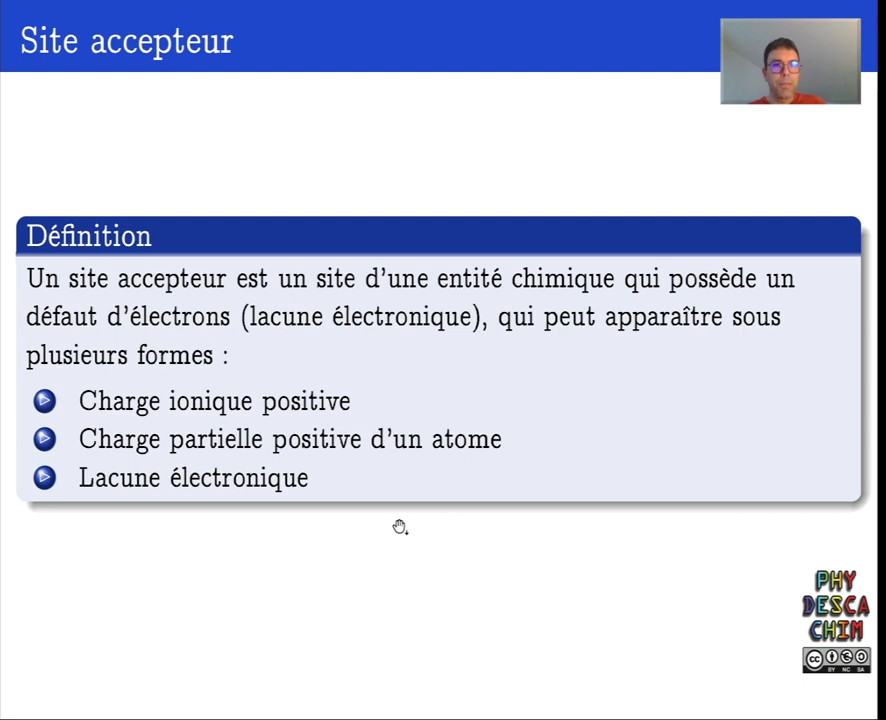 Site accepteur
Définition
Un site accepteur est un site d'une entité chimique qui possède un
défaut d'électrons (lacune électronique), qui peut apparaître sous
plusieurs formes :
Charge ionique positive
Charge partielle positive d'un atome
Lacune électronique
PHY
DESCA
CHIM
cc
BY NC SA